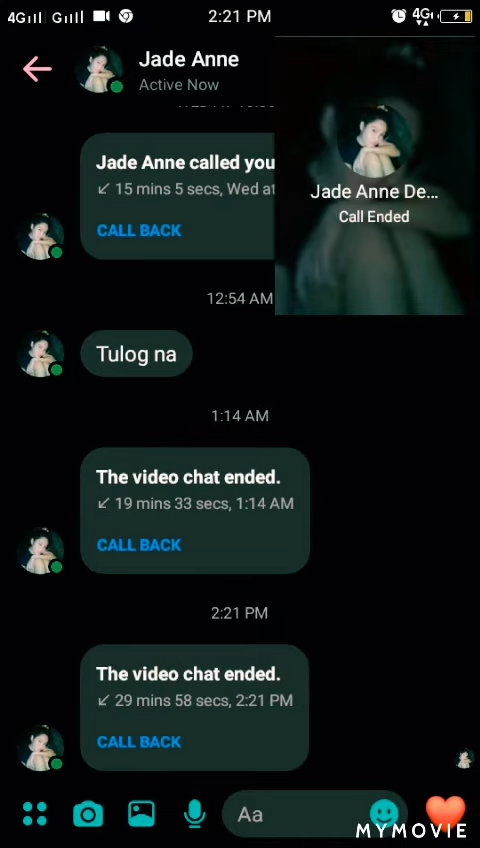 4G G 2:21 PM 4G
Jade Anne
Active Now
Jade Anne De...
Call Ended
Jade Anne called you
15 mins 5 secs, Wed at
CALL BACK
12:54 AM
Tulog na
1:14 AM
The video chat ended.
19 mins 33 secs, 1:14 AM
CALL BACK
2:21 PM
The video chat ended.
29 mins 58 secs, 2:21 PM
CALL BACK
Aa
MYMOVIE